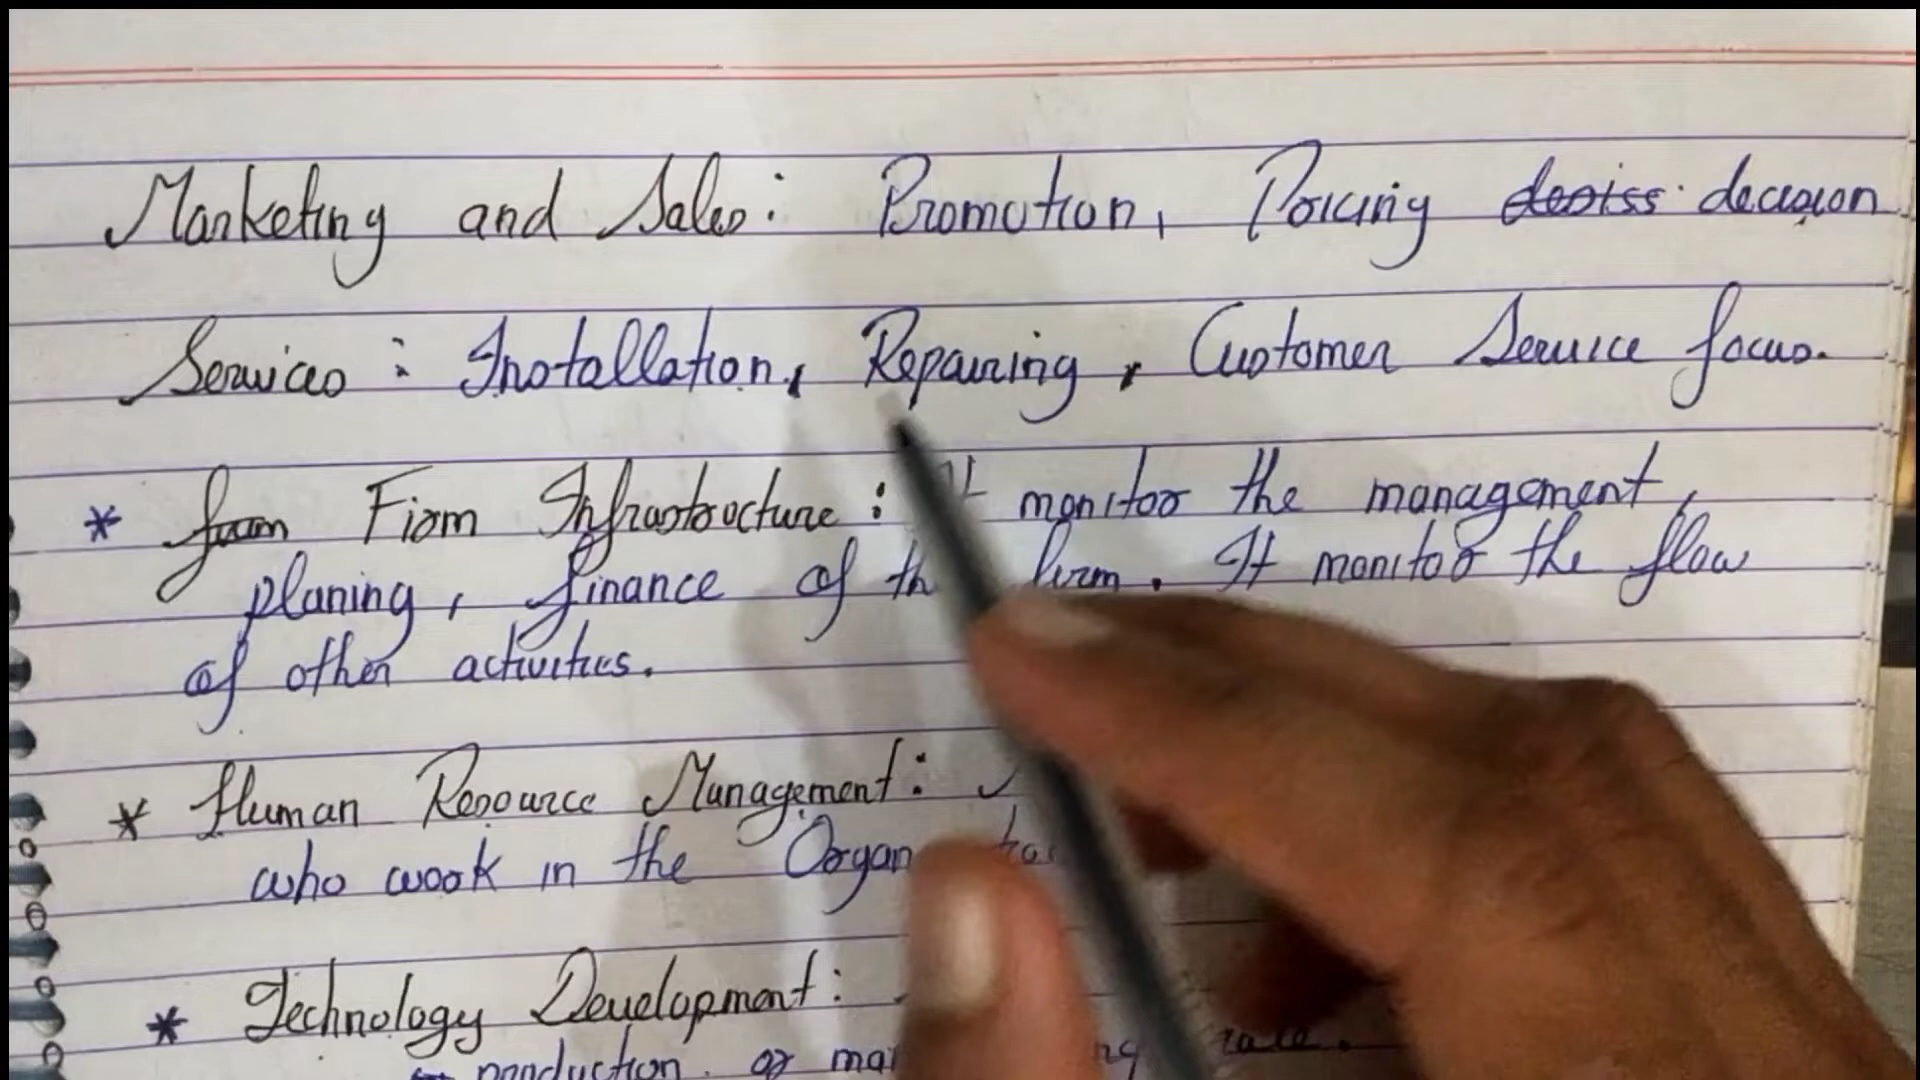 Marketing and Sales: Promotion, Pricing decision
Services: Installation, Repairing, Customer Service focus.
* Firm Infrastructure: It monitor the management,
planing, finance of the firm. It monitor the flow
of other activities.
* Human Resource Management:
who work in the
* Technology Development:
production. or